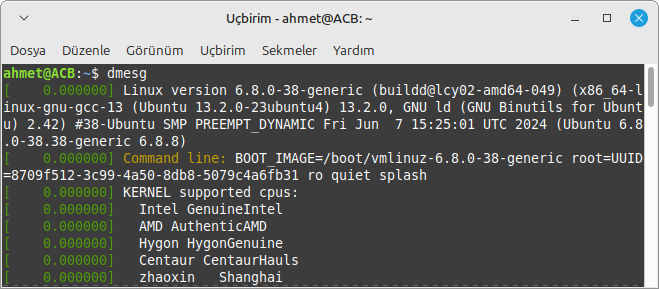 Uçbirim - ahmet@ACB: ~
Dosya Düzenle Görünüm Uçbirim Sekmeler Yardım
ahmet@ACB:~$ dmesg
[    0.000000] Linux version 6.8.0-38-generic (buildd@lcy02-amd64-049) (x86_64-l
inux-gnu-gcc-13 (Ubuntu 13.2.0-23ubuntu4) 13.2.0, GNU ld (GNU Binutils for Ubunt
u) 2.42) #38-Ubuntu SMP PREEMPT_DYNAMIC Fri Jun  7 15:25:01 UTC 2024 (Ubuntu 6.8
.0-38.38-generic 6.8.8)
[    0.000000] Command line: BOOT_IMAGE=/boot/vmlinuz-6.8.0-38-generic root=UUID
=8709f512-3c99-4a50-8db8-5079c4a6fb31 ro quiet splash
[    0.000000] KERNEL supported cpus:
[    0.000000]   Intel GenuineIntel
[    0.000000]   AMD AuthenticAMD
[    0.000000]   Hygon HygonGenuine
[    0.000000]   Centaur CentaurHauls
[    0.000000]   zhaoxin   Shanghai